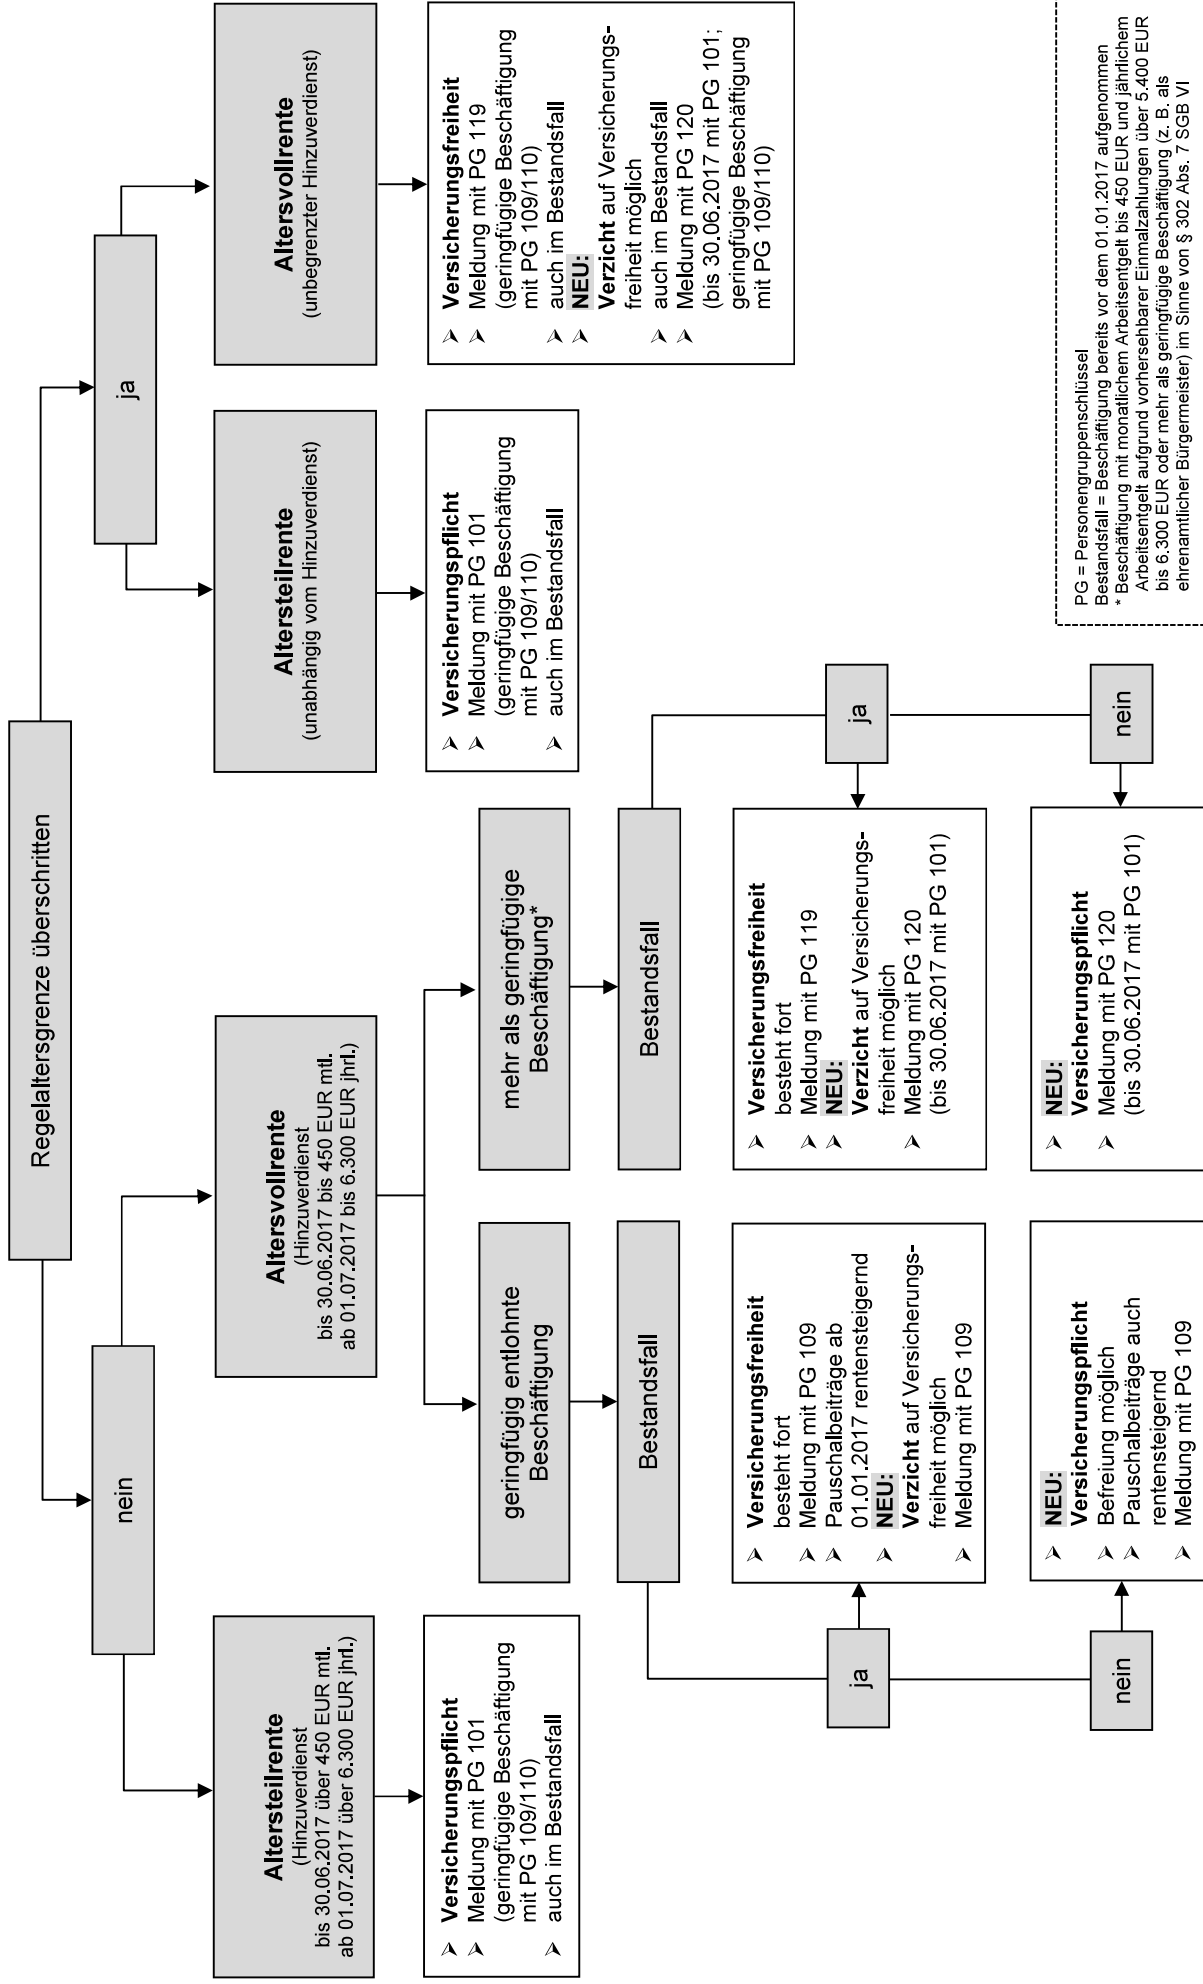 Regelaltersgrenze überschritten
nein
ja
Altersteilrente
(Hinzuverdienst
bis 30.06.2017 über 450 EUR mtl.
ab 01.07.2017 über 6.300 EUR jhrl.)
Altersvollrente
(Hinzuverdienst
bis 30.06.2017 bis 450 EUR mtl.
ab 01.07.2017 bis 6.300 EUR jhrl.)
Altersteilrente
(unabhängig vom Hinzuverdienst)
Altersvollrente
(unbegrenzter Hinzuverdienst)
➢ Versicherungspflicht
➢ Meldung mit PG 101
(geringfügige Beschäftigung
mit PG 109/110)
➢ auch im Bestandsfall
geringfügig entlohnte
Beschäftigung
mehr als geringfügige
Beschäftigung*
➢ Versicherungspflicht
➢ Meldung mit PG 101
(geringfügige Beschäftigung
mit PG 109/110)
➢ auch im Bestandsfall
➢ Versicherungsfreiheit
➢ Meldung mit PG 119
(geringfügige Beschäftigung
mit PG 109/110)
➢ auch im Bestandsfall
➢ NEU:
Verzicht auf Versicherungs-
freiheit möglich
➢ auch im Bestandsfall
➢ Meldung mit PG 120
(bis 30.06.2017 mit PG 101;
geringfügige Beschäftigung
mit PG 109/110)
Bestandsfall
Bestandsfall
ja
➢ Versicherungsfreiheit
besteht fort
➢ Meldung mit PG 109
➢ Pauschalbeiträge ab
01.01.2017 rentensteigernd
➢ NEU:
Verzicht auf Versicherungs-
freiheit möglich
➢ Meldung mit PG 109
➢ Versicherungsfreiheit
besteht fort
➢ Meldung mit PG 119
➢ NEU:
Verzicht auf Versicherungs-
freiheit möglich
➢ Meldung mit PG 120
(bis 30.06.2017 mit PG 101)
ja
nein
➢ NEU:
Versicherungspflicht
➢ Befreiung möglich
➢ Pauschalbeiträge auch
rentensteigernd
➢ Meldung mit PG 109
➢ NEU:
Versicherungspflicht
➢ Meldung mit PG 120
(bis 30.06.2017 mit PG 101)
nein
PG = Personengruppenschlüssel
Bestandsfall = Beschäftigung bereits vor dem 01.01.2017 aufgenommen
* Beschäftigung mit monatlichem Arbeitsentgelt bis 450 EUR und jährlichem
Arbeitsentgelt aufgrund vorhersehbarer Einmalzahlungen über 5.400 EUR
bis 6.300 EUR oder mehr als geringfügige Beschäftigung (z. B. als
ehrenamtlicher Bürgermeister) im Sinne von § 302 Abs. 7 SGB VI